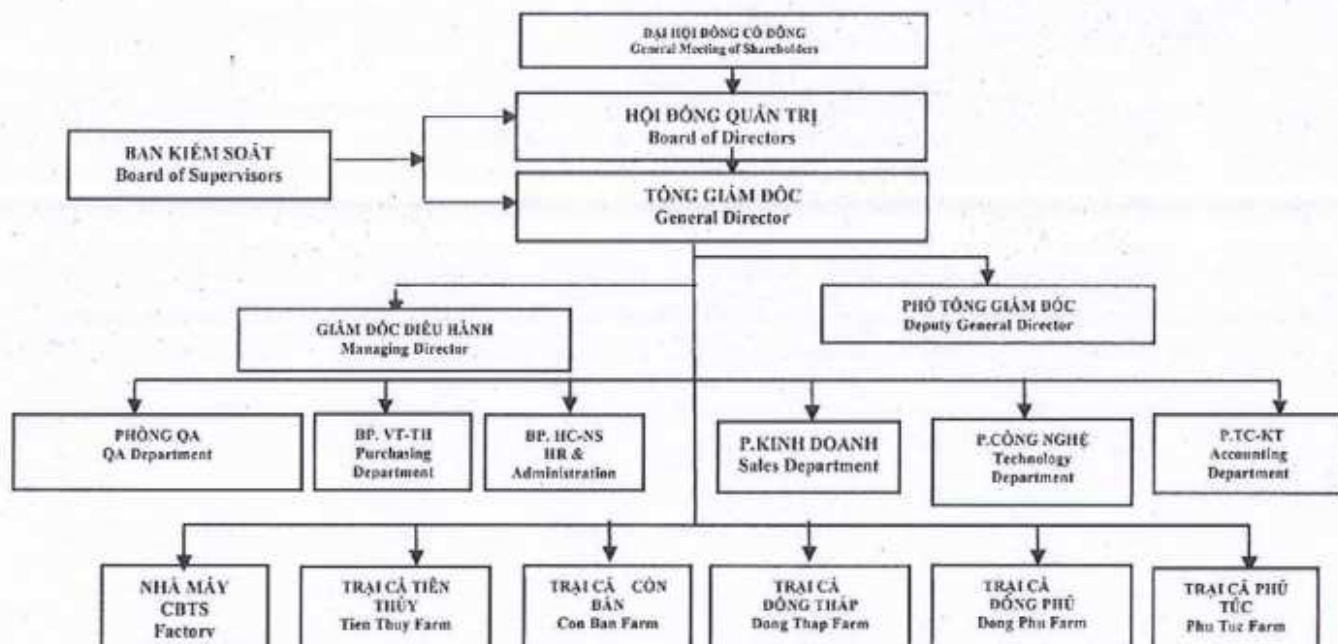 ĐẠI HỘI ĐỒNG CỔ ĐÔNG
General Meeting of Shareholders
HỘI ĐỒNG QUẢN TRỊ
Board of Directors
BAN KIỂM SOÁT
Board of Supervisors
TỔNG GIÁM ĐỐC
General Director
PHÓ TỔNG GIÁM ĐỐC
Deputy General Director
GIÁM ĐỐC ĐIỀU HÀNH
Managing Director
PHÒNG QA
QA Department
BP. VT-TH
Purchasing
Department
BP. HC-NS
HR &
Administration
P.KINH DOANH
Sales Department
P.CÔNG NGHỆ
Technology
Department
P.TC-KT
Accounting
Department
NHÀ MÁY
CBTS
Factory
TRẠI CÁ TIÊN
THỦY
Tien Thuy Farm
TRẠI CÁ CỒN
BẦN
Con Ban Farm
TRẠI CÁ
ĐỒNG THÁP
Dong Thap Farm
TRẠI CÁ
ĐỒNG PHÚ
Dong Phu Farm
TRẠI CÁ PHÚ
TÚC
Phu Tuc Farm